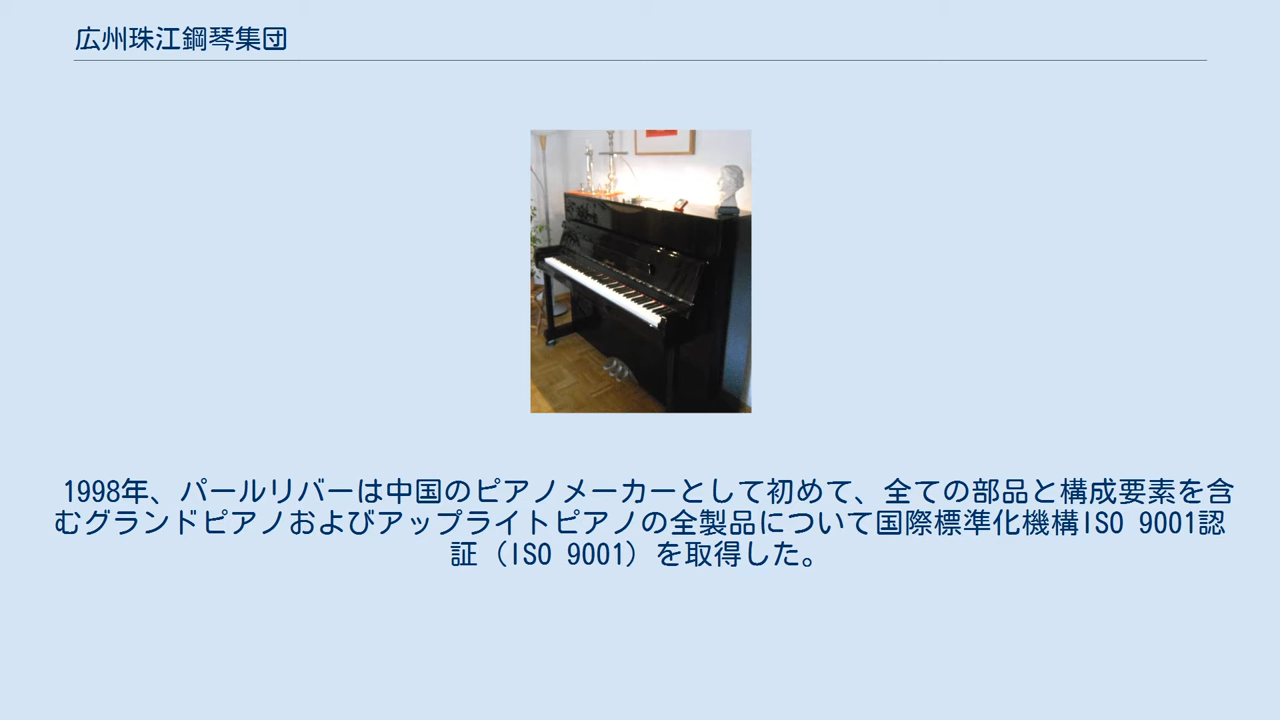 広州珠江鋼琴集団
1998年、パールリバーは中国のピアノメーカーとして初めて、全ての部品と構成要素を含
むグランドピアノおよびアップライトピアノの全製品について国際標準化機構ISO 9001認
証（ISO 9001）を取得した。